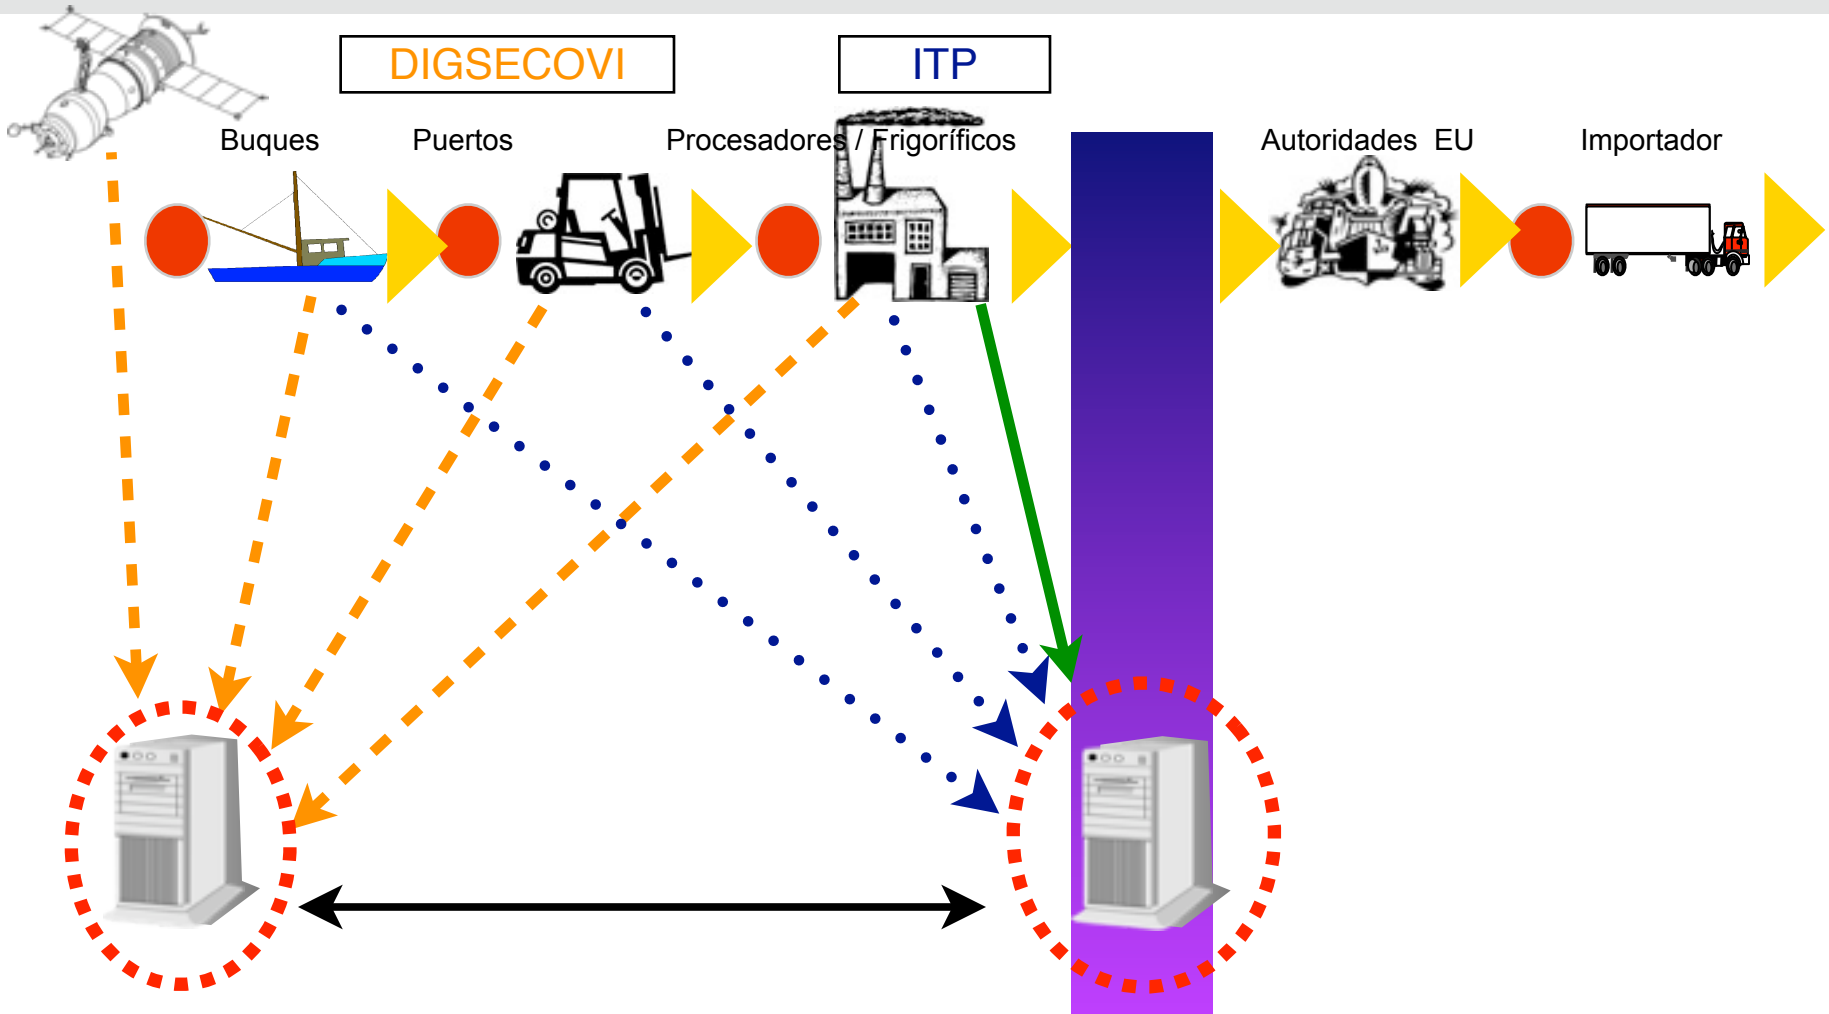 DIGSECOVI
ITP
Buques
Puertos
Procesadores / Frigoríficos
Autoridades EU
Importador